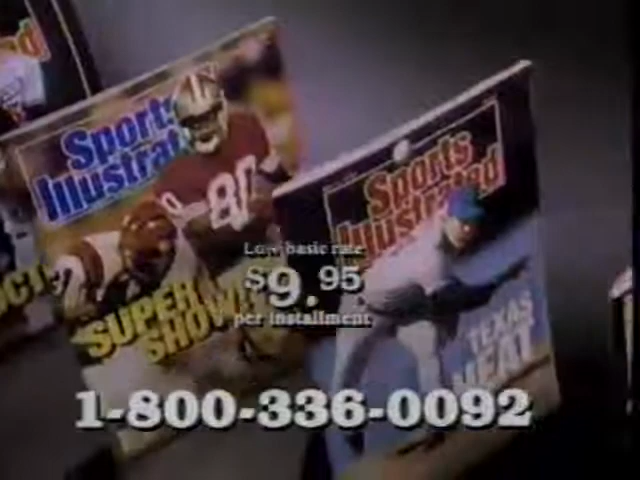 Sports
Illustrated
80
SUPER
SHOW!
Sports
Illustrated
TEXAS
HEAT
Low basic rate
$9.95
per installment
1-800-336-0092